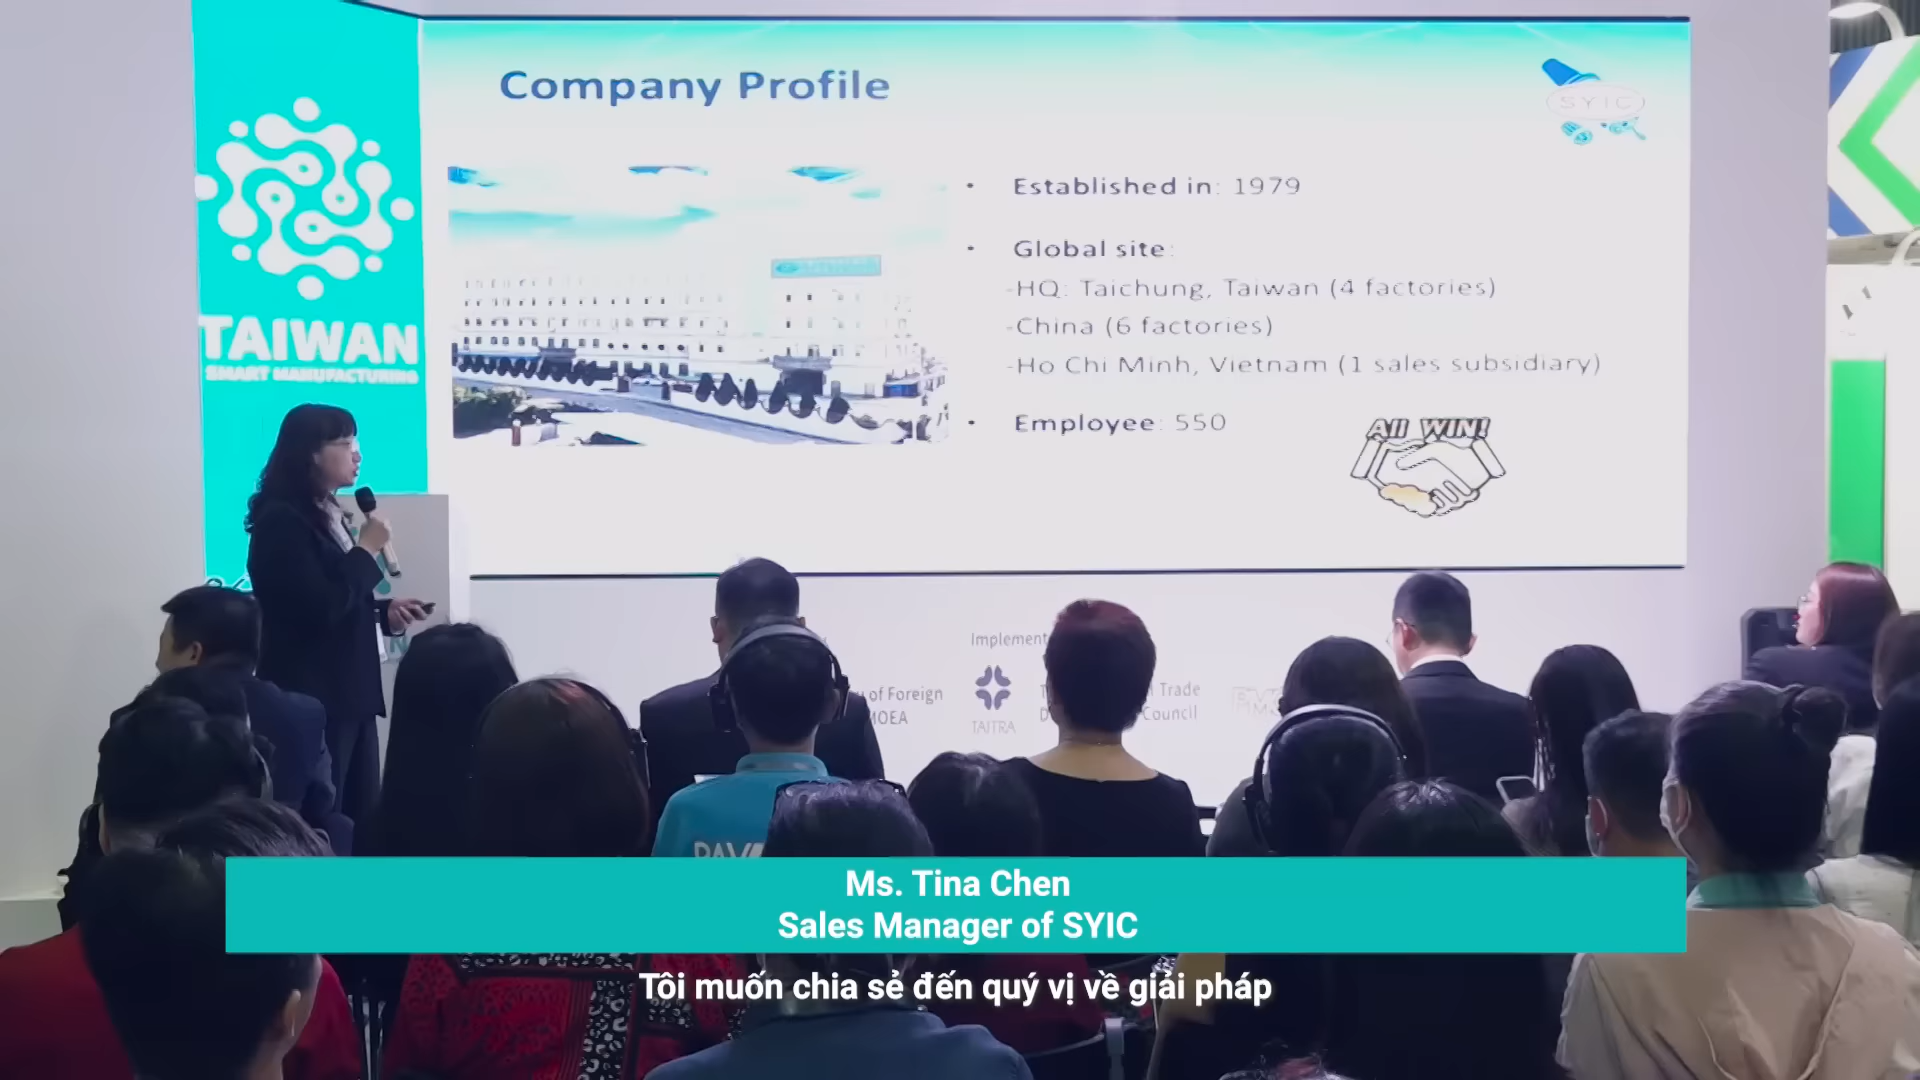 Company Profile
SYIC
Established in: 1979
Global site:
-HQ: Taichung, Taiwan (4 factories)
-China (6 factories)
-Ho Chi Minh, Vietnam (1 sales subsidiary)
Employee: 550
All WIN!
TAIWAN
SMART MANUFACTURING
Implement
of Foreign
MOEA
TAITRA
Trade
Council
Ms. Tina Chen
Sales Manager of SYIC
Tôi muốn chia sẻ đến quý vị về giải pháp